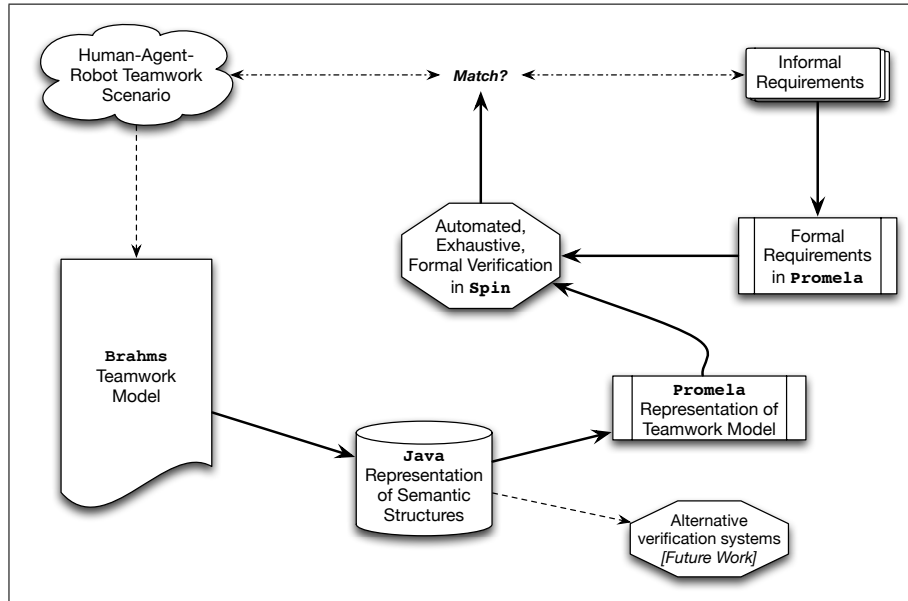 Human-Agent-
Robot Teamwork
Scenario
Match?
Informal
Requirements
Automated,
Exhaustive,
Formal Verification
in Spin
Formal
Requirements
in Promela
Brahms
Teamwork
Model
Promela
Representation of
Teamwork Model
Java
Representation
of Semantic
Structures
Alternative
verification systems
[Future Work]